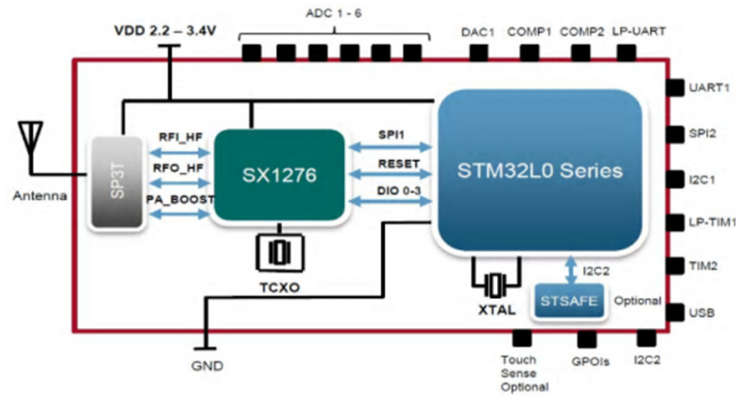 ADC 1 - 6
VDD 2.2 – 3.4V
DAC1
COMP1
COMP2
LP-UART
UART1
SPI2
I2C1
LP-TIM1
TIM2
USB
Antenna
SP3T
RFI_HF
RFO_HF
PA_BOOST
SX1276
SPI1
RESET
DIO 0-3
STM32L0 Series
TCXO
XTAL
I2C2
STSAFE
Optional
GND
Touch
Sense
Optional
GPOIs
I2C2